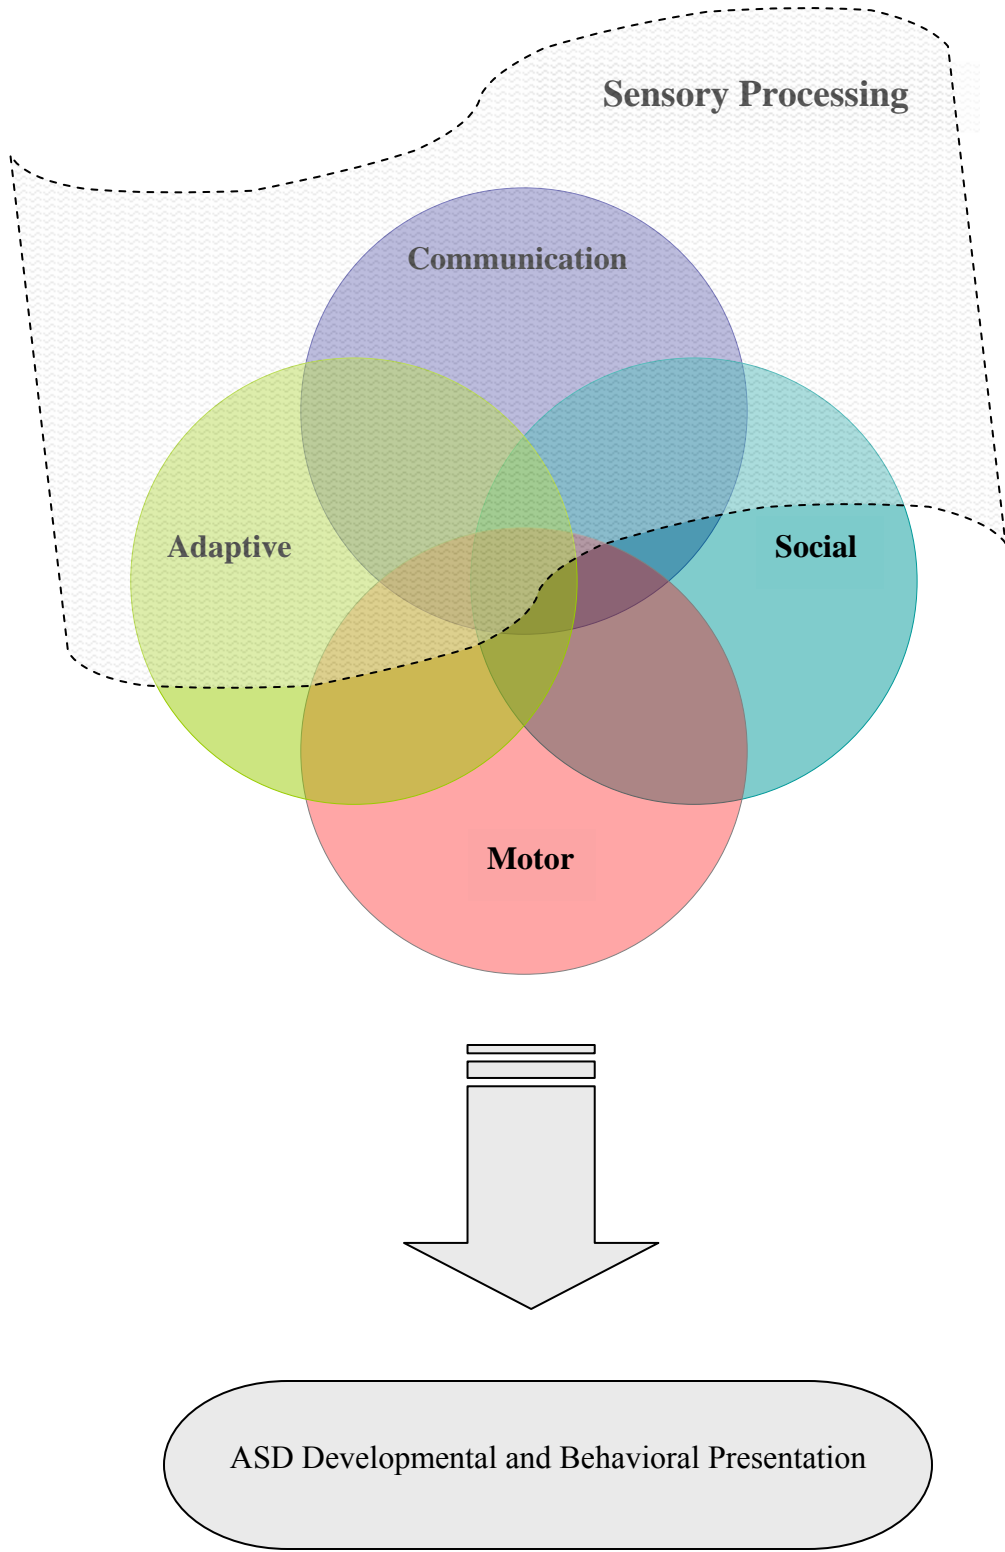 Sensory Processing
Communication
Adaptive
Social
Motor
ASD Developmental and Behavioral Presentation